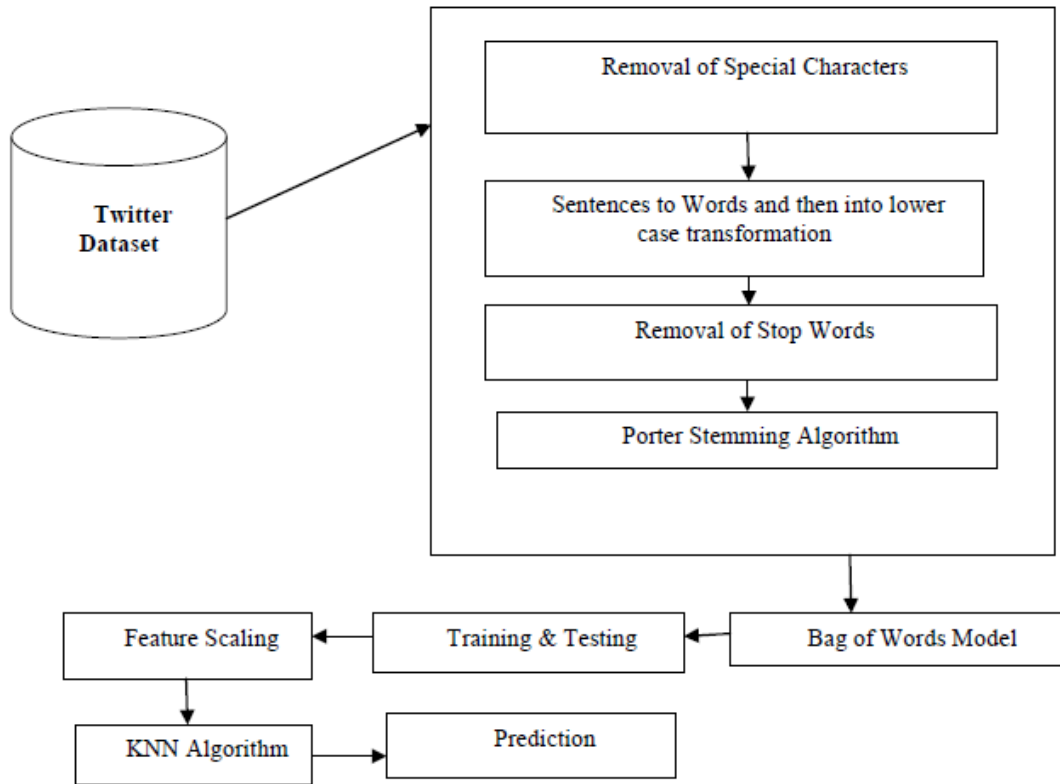 Removal of Special Characters
Twitter
Dataset
Sentences to Words and then into lower
case transformation
Removal of Stop Words
Porter Stemming Algorithm
Feature Scaling
Training & Testing
Bag of Words Model
KNN Algorithm
Prediction